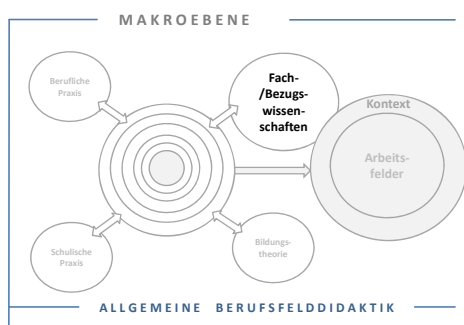 MAKROEBENE
Berufliche
Praxis
Fach-
/Bezugs-
wissen-
schaften
Kontext
Arbeits-
felder
Schulische
Praxis
Bildungs-
theorie
ALLGEMEINE BERUFSFELDDIDAKTIK